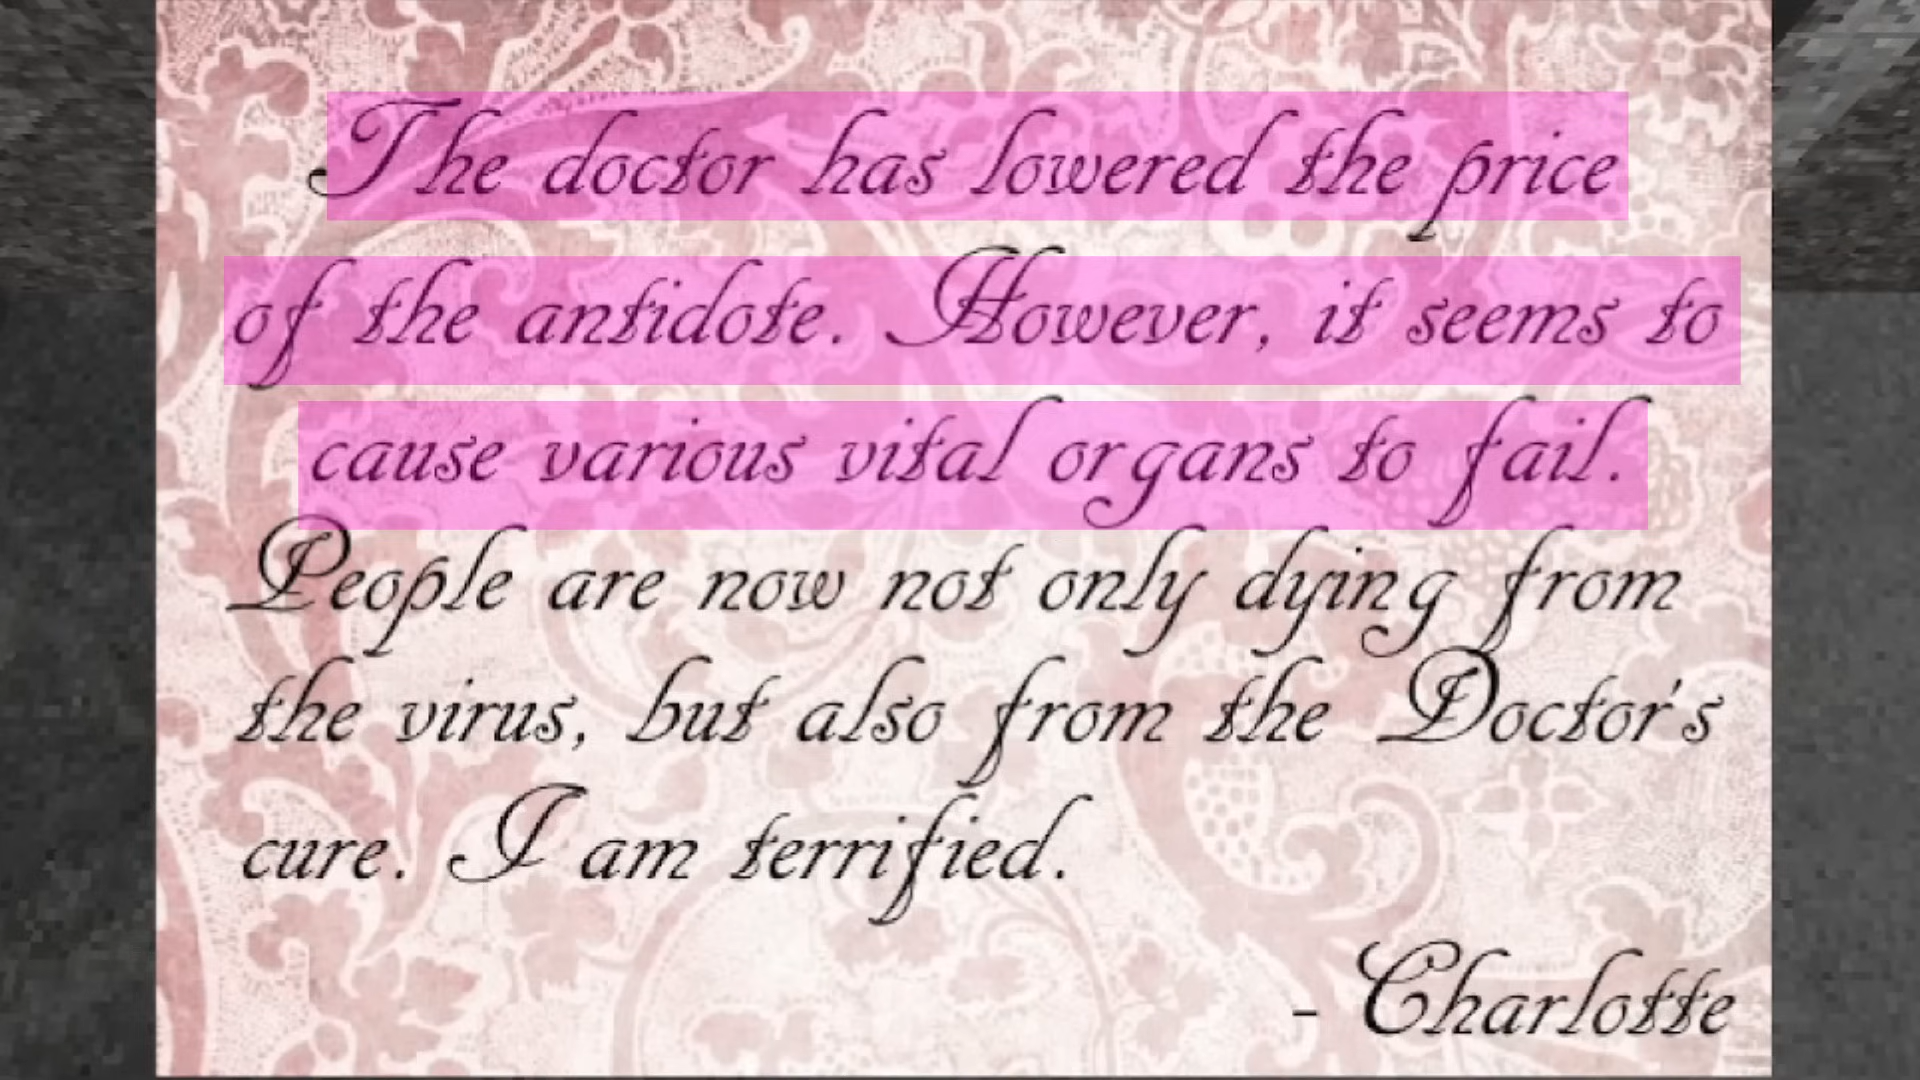 The doctor has lowered the price
of the antidote. However, it seems to
cause various vital organs to fail.
People are now not only dying from
the virus, but also from the Doctor's
cure. I am terrified.
- Charlotte